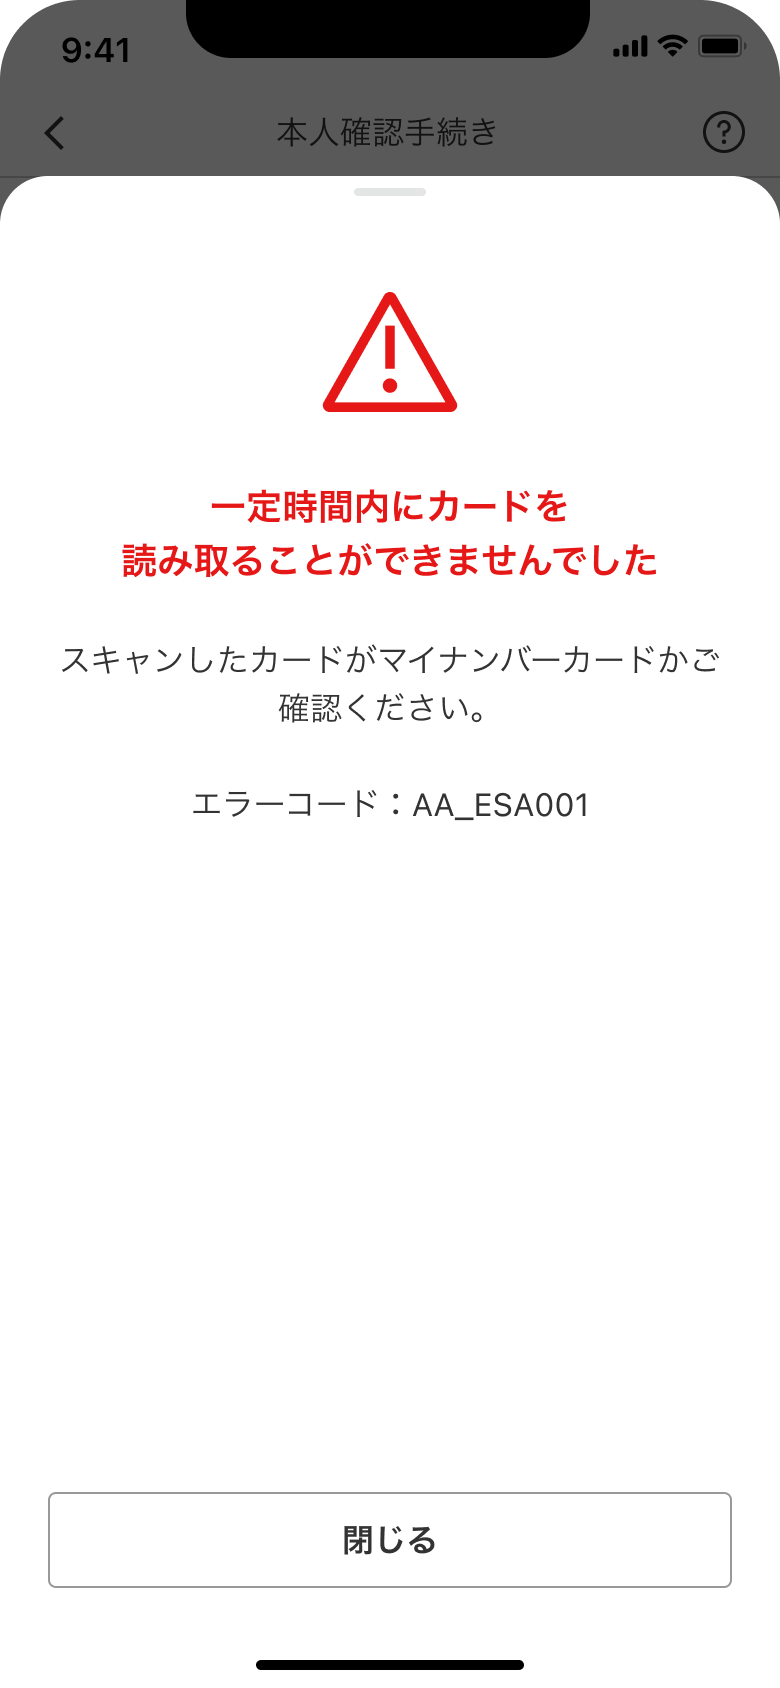 9:41
本人確認手続き
一定時間内にカードを
読み取ることができませんでした
スキャンしたカードがマイナンバーカードかご
確認ください。
エラーコード：AA_ESA001
閉じる